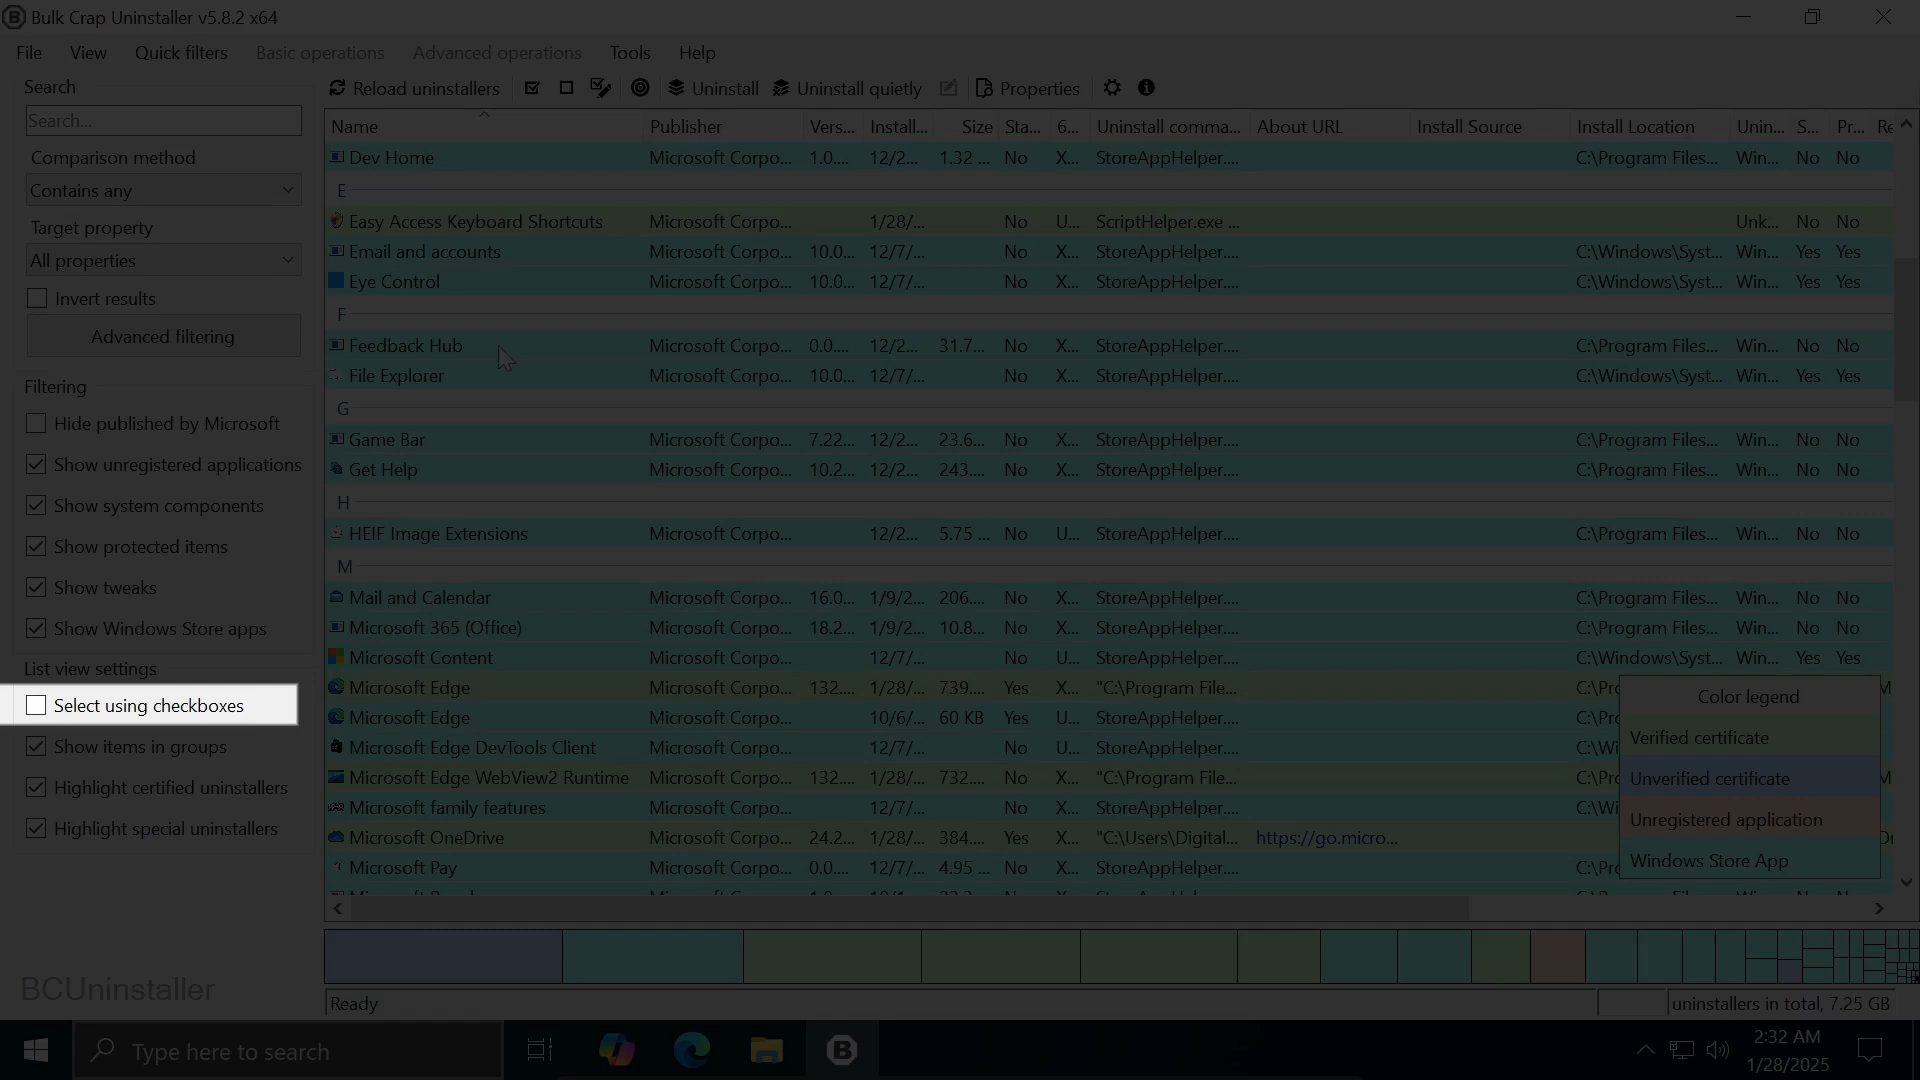 Bulk Crap Uninstaller v5.8.2 x64
File View Quick filters Basic operations Advanced operations Tools Help
Search
Search...
Comparison method
Contains any
Target property
All properties
Invert results
Advanced filtering
Filtering
Hide published by Microsoft
Show unregistered applications
Show system components
Show protected items
Show tweaks
Show Windows Store apps
List view settings
Select using checkboxes
Show items in groups
Highlight certified uninstallers
Highlight special uninstallers
BCUninstaller
Reload uninstallers Uninstall Uninstall quietly Properties
Name Publisher Vers... Install... Size Sta... 6... Uninstall comma... About URL Install Source Install Location Unin... S... Pr... Re
Dev Home Microsoft Corpo... 1.0.... 12/2... 1.32 ... No X... StoreAppHelper.... C:\Program Files... Win... No No
E
Easy Access Keyboard Shortcuts Microsoft Corpo... 1/28/... No U... ScriptHelper.exe ... Unk... No No
Email and accounts Microsoft Corpo... 10.0... 12/7/... No X... StoreAppHelper.... C:\Windows\Syst... Win... Yes Yes
Eye Control Microsoft Corpo... 10.0... 12/7/... No X... StoreAppHelper.... C:\Windows\Syst... Win... Yes Yes
F
Feedback Hub Microsoft Corpo... 0.0.... 12/2... 31.7... No X... StoreAppHelper.... C:\Program Files... Win... No No
File Explorer Microsoft Corpo... 10.0... 12/7/... No X... StoreAppHelper.... C:\Windows\Syst... Win... Yes Yes
G
Game Bar Microsoft Corpo... 7.22... 12/2... 23.6... No X... StoreAppHelper.... C:\Program Files... Win... No No
Get Help Microsoft Corpo... 10.2... 12/2... 243.... No X... StoreAppHelper.... C:\Program Files... Win... No No
H
HEIF Image Extensions Microsoft Corpo... 12/2... 5.75 ... No U... StoreAppHelper.... C:\Program Files... Win... No No
M
Mail and Calendar Microsoft Corpo... 16.0... 1/9/2... 206.... No X... StoreAppHelper.... C:\Program Files... Win... No No
Microsoft 365 (Office) Microsoft Corpo... 18.2... 1/9/2... 10.8... No X... StoreAppHelper.... C:\Program Files... Win... No No
Microsoft Content Microsoft Corpo... 12/7/... No U... StoreAppHelper.... C:\Windows\Syst... Win... Yes Yes
Microsoft Edge Microsoft Corpo... 132.... 1/28/... 739.... Yes X... "C:\Program File... C:\Pro M
Microsoft Edge Microsoft Corpo... 10/6/... 60 KB Yes U... StoreAppHelper.... C:\Pro
Microsoft Edge DevTools Client Microsoft Corpo... 12/7/... No U... StoreAppHelper.... C:\Wi
Microsoft Edge WebView2 Runtime Microsoft Corpo... 132.... 1/28/... 732.... No X... "C:\Program File... C:\Pro M
Microsoft family features Microsoft Corpo... 12/7/... No X... StoreAppHelper.... C:\Wi
Microsoft OneDrive Microsoft Corpo... 24.2... 1/28/... 384.... Yes X... "C:\Users\Digital... https://go.micro...
Microsoft Pay Microsoft Corpo... 0.0.... 12/7/... 4.95 ... No X... StoreAppHelper.... C:\Pro
Color legend
Verified certificate
Unverified certificate
Unregistered application
Windows Store App
Ready uninstallers in total, 7.25 GB
Type here to search
B
2:32 AM
1/28/2025